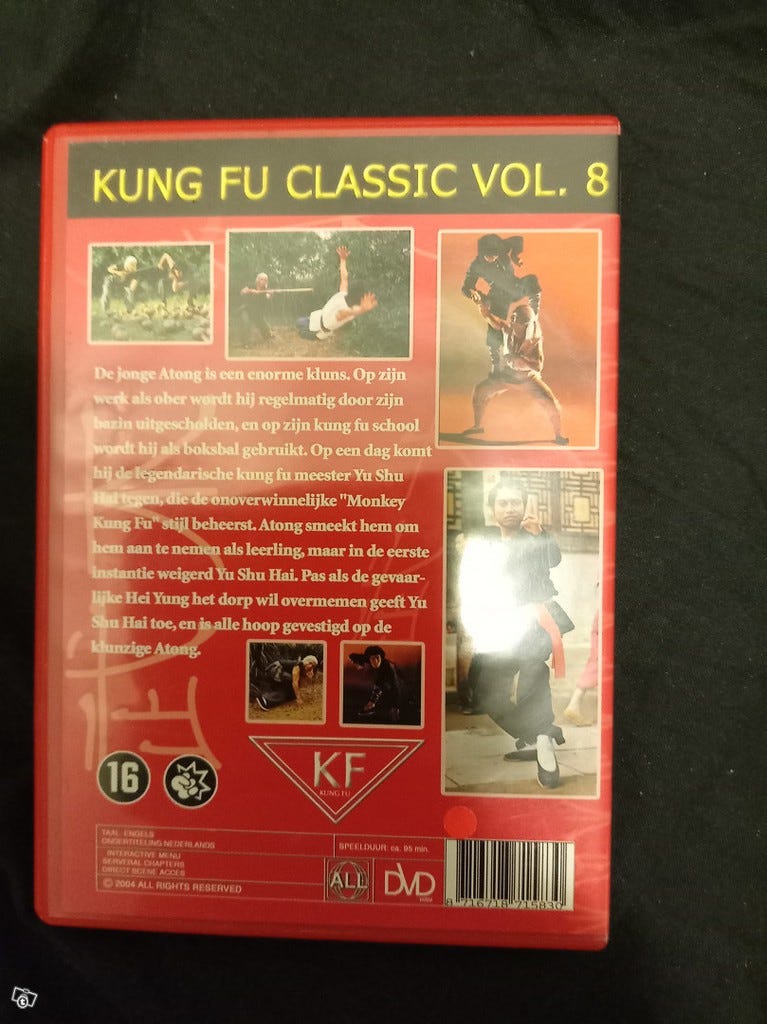 KUNG FU CLASSIC VOL. 8
De jonge Atong is een enorme kluns. Op zijn
werk als ober wordt hij regelmatig door zijn
bazin uitgescholden, en op zijn kung fu school
wordt hij als boksbal gebruikt. Op een dag komt
hij de legendarische kung fu meester Yu Shu
Hai tegen, die de onoverwinnelijke "Monkey
Kung Fu" stijl beheerst. Atong smeekt hem om
hem aan te nemen als leerling, maar in de eerste
instantie weigerd Yu Shu Hai. Pas als de gevaar-
lijke Hei Yung het dorp wil overmemen geeft Yu
Shu Hai toe, en is alle hoop gevestigd op de
klunzige Atong.
16
KF
KUNG FU
TAAL ENGELS
ONDERTITELING NEDERLANDS
INTERACTIVE MENU
SERVERAL CHAPTERS
DIRECT SCENE ACCES
© 2004 ALL RIGHTS RESERVED
SPEELDUUR: ca. 95 min.
ALL
DVD
VIDEO
8 716718 715830